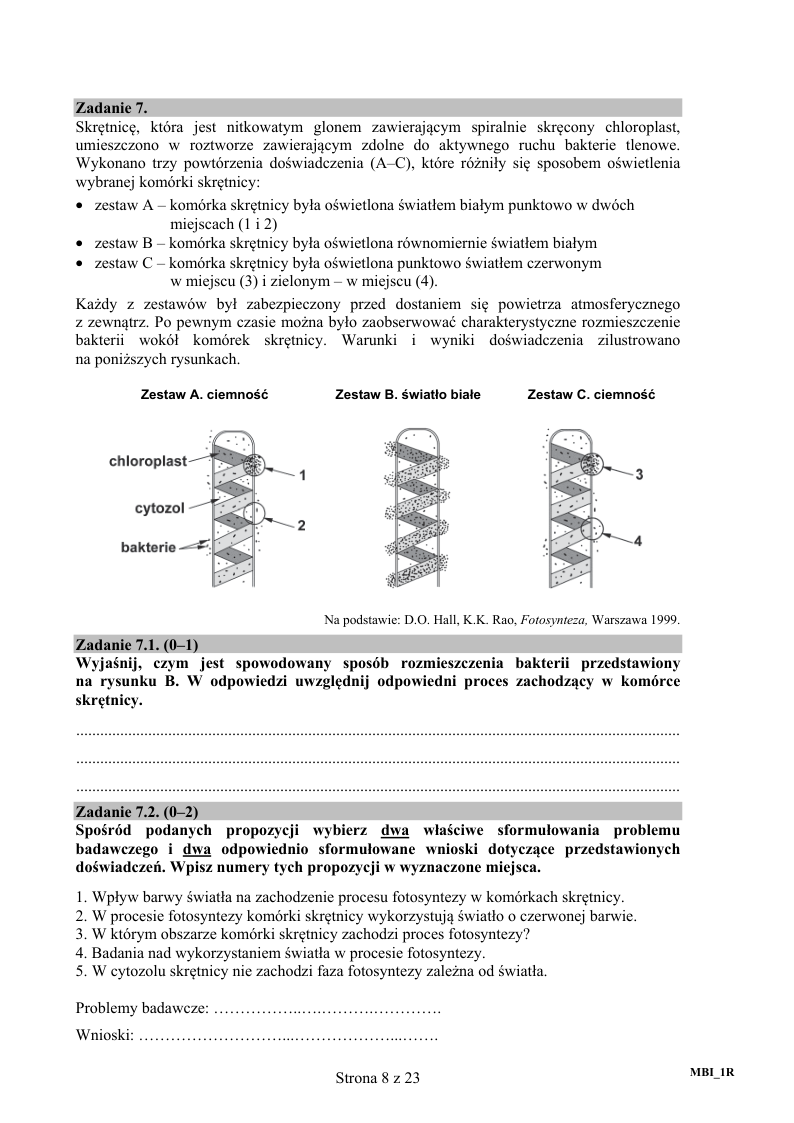 Zadanie 7.
Skrętnicę, która jest nitkowatym glonem zawierającym spiralnie skręcony chloroplast,
umieszczono w roztworze zawierającym zdolne do aktywnego ruchu bakterie tlenowe.
Wykonano trzy powtórzenia doświadczenia (A–C), które różniły się sposobem oświetlenia
wybranej komórki skrętnicy:
• zestaw A – komórka skrętnicy była oświetlona światłem białym punktowo w dwóch
miejscach (1 i 2)
• zestaw B – komórka skrętnicy była oświetlona równomiernie światłem białym
• zestaw C – komórka skrętnicy była oświetlona punktowo światłem czerwonym
w miejscu (3) i zielonym – w miejscu (4).
Każdy z zestawów był zabezpieczony przed dostaniem się powietrza atmosferycznego
z zewnątrz. Po pewnym czasie można było zaobserwować charakterystyczne rozmieszczenie
bakterii wokół komórek skrętnicy. Warunki i wyniki doświadczenia zilustrowano
na poniższych rysunkach.
Zestaw A. ciemność Zestaw B. światło białe Zestaw C. ciemność
chloroplast
1
3
cytozol
2
bakterie
4
Na podstawie: D.O. Hall, K.K. Rao, Fotosynteza, Warszawa 1999.
Zadanie 7.1. (0–1)
Wyjaśnij, czym jest spowodowany sposób rozmieszczenia bakterii przedstawiony
na rysunku B. W odpowiedzi uwzględnij odpowiedni proces zachodzący w komórce
skrętnicy.
Zadanie 7.2. (0–2)
Spośród podanych propozycji wybierz dwa właściwe sformułowania problemu
badawczego i dwa odpowiednio sformułowane wnioski dotyczące przedstawionych
doświadczeń. Wpisz numery tych propozycji w wyznaczone miejsca.
1. Wpływ barwy światła na zachodzenie procesu fotosyntezy w komórkach skrętnicy.
2. W procesie fotosyntezy komórki skrętnicy wykorzystują światło o czerwonej barwie.
3. W którym obszarze komórki skrętnicy zachodzi proces fotosyntezy?
4. Badania nad wykorzystaniem światła w procesie fotosyntezy.
5. W cytozolu skrętnicy nie zachodzi faza fotosyntezy zależna od światła.
Problemy badawcze: ……………..….……….………….
Wnioski: ………………………...………………...…….
Strona 8 z 23
MBI_1R